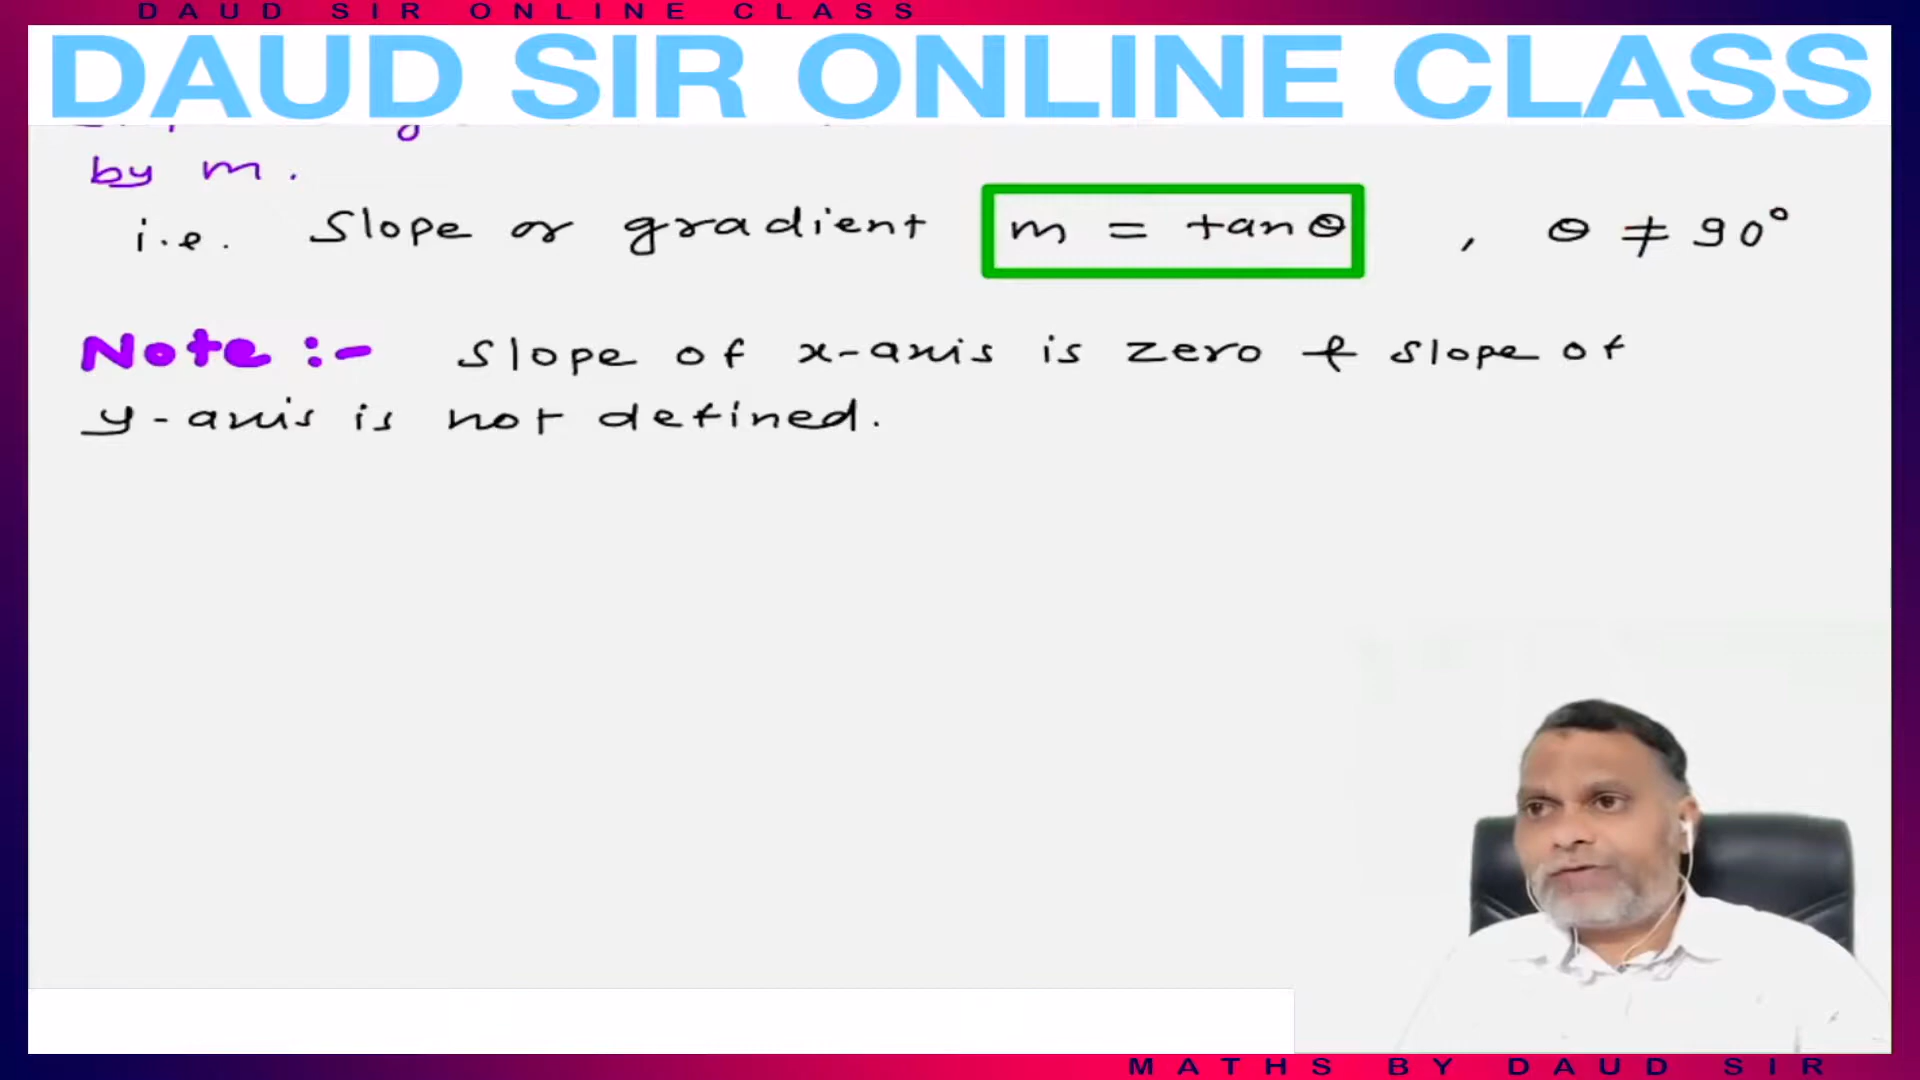 DAUD SIR ONLINE CLASS
DAUD SIR ONLINE CLASS
by m.
i.e. Slope or gradient m = tanθ , θ ≠ 90°
Note :- Slope of x-axis is zero & slope of
y-axis is not defined.
MATHS BY DAUD SIR